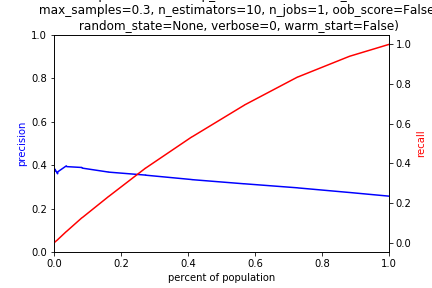 max_samples=0.3, n_estimators=10, n_jobs=1, oob_score=False
random_state=None, verbose=0, warm_start=False)
1.0
0.8
0.6
0.4
0.2
0.0
precision
1.0
0.8
0.6
0.4
0.2
0.0
recall
0.0 0.2 0.4 0.6 0.8 1.0
percent of population